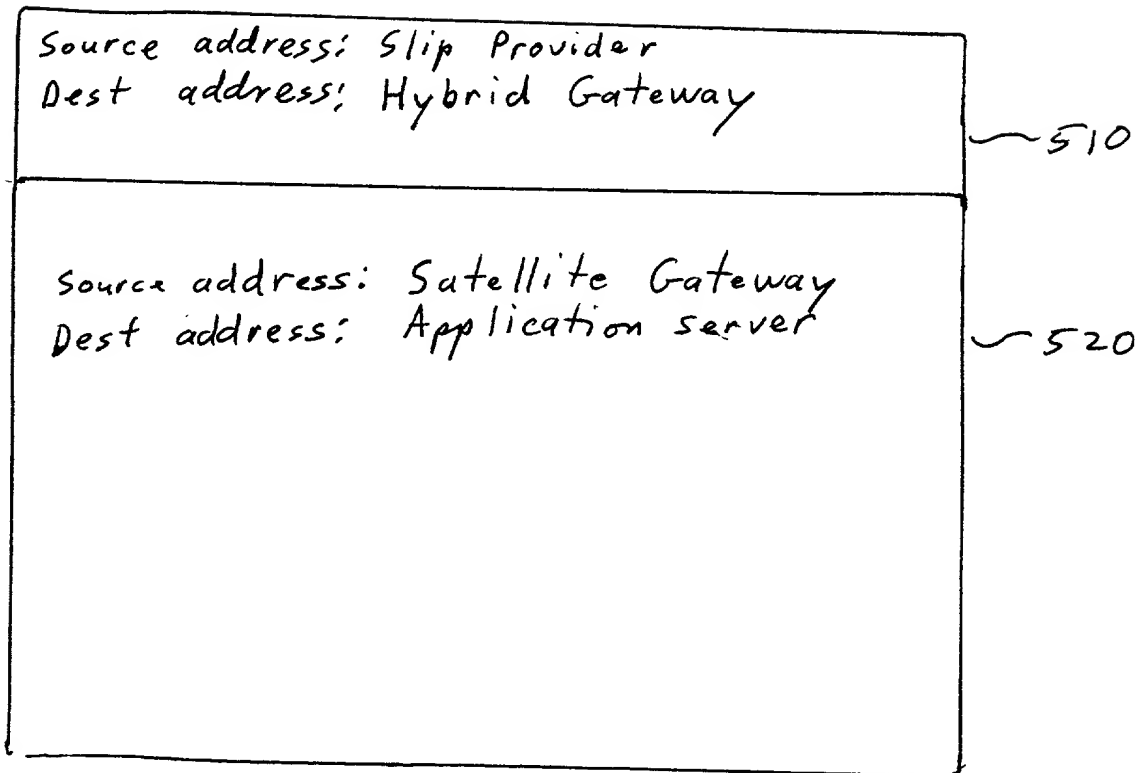 Source address: Slip Provider
Dest address: Hybrid Gateway
510
Source address: Satellite Gateway
Dest address: Application server
520